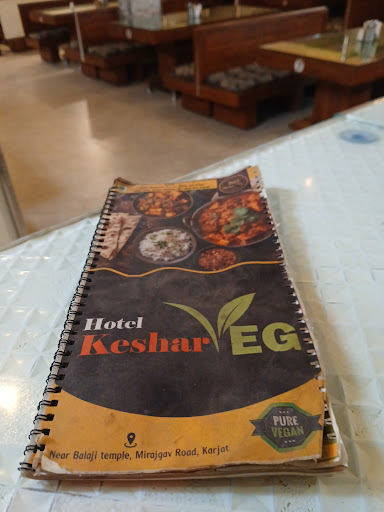 Hotel
Keshar VEG
PURE
VEGAN
Near Balaji temple, Mirajgav Road, Karjat